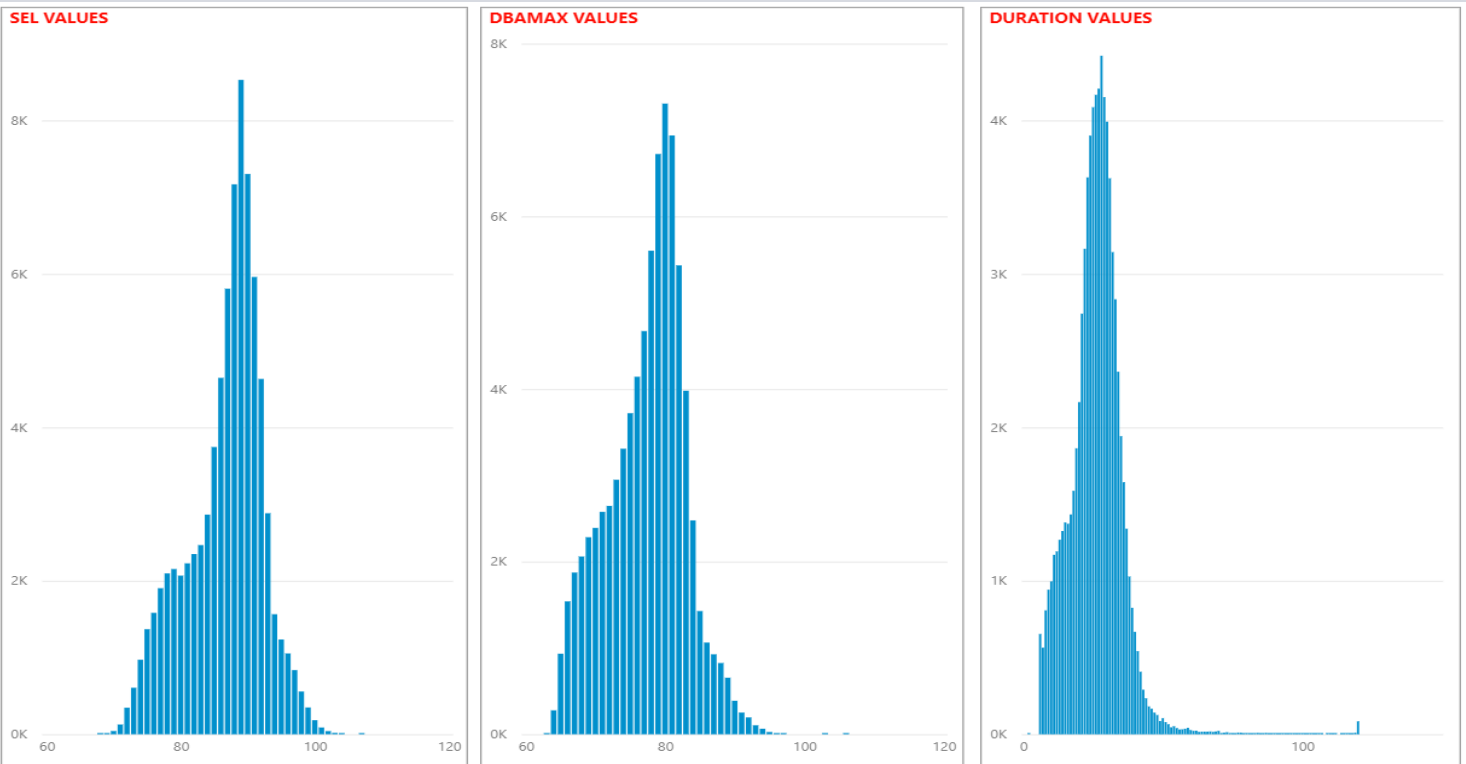 SEL VALUES
8K
6K
4K
2K
0K
60 80 100 120
DBAMAX VALUES
8K
6K
4K
2K
0K
60 80 100 120
DURATION VALUES
4K
3K
2K
1K
0K
0 100